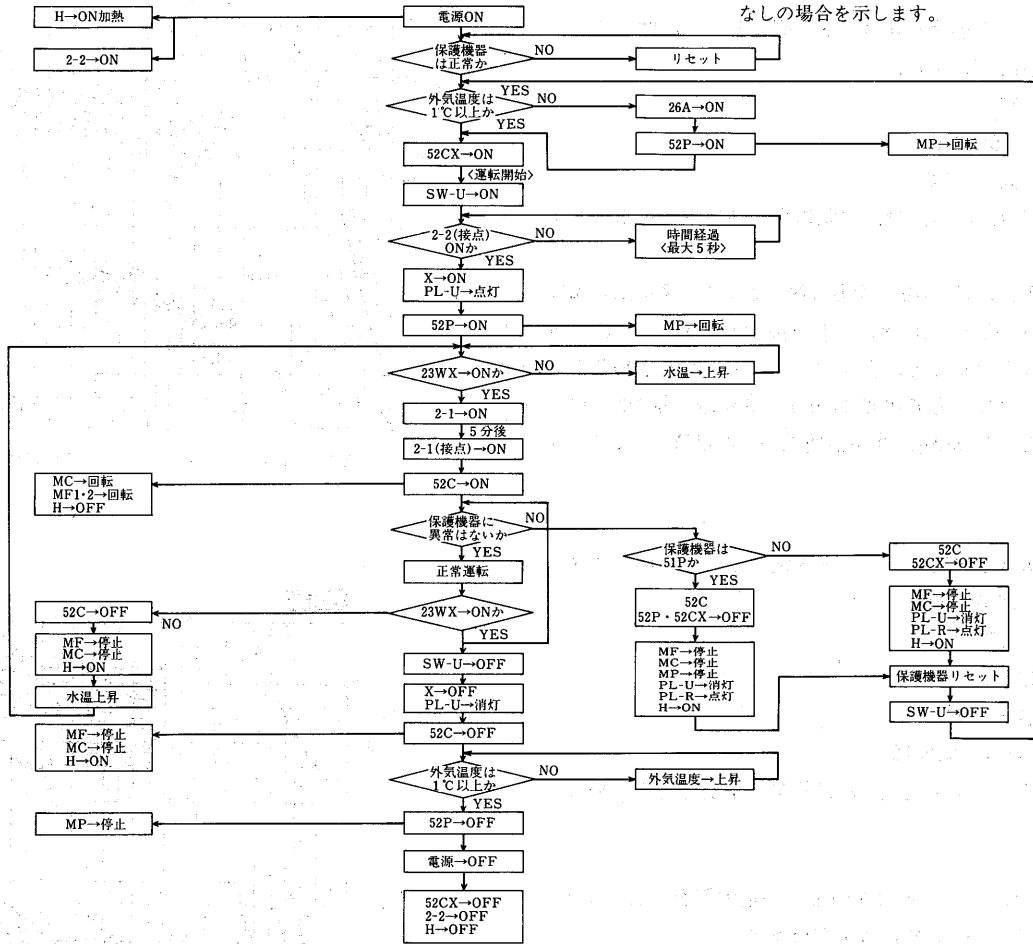 なしの場合を示します。
電源ON
H→ON加熱
2-2→ON
保護機器
は正常か
NO
リセット
YES
外気温度は
1℃以上か
NO
26A→ON
YES
52P→ON
MP→回転
52CX→ON
<運転開始>
SW-U→ON
2-2(接点)
ONか
NO
時間経過
<最大5秒>
YES
X→ON
PL-U→点灯
52P→ON
MP→回転
23WX→ONか
NO
水温→上昇
YES
2-1→ON
5分後
2-1(接点)→ON
52C→ON
MC→回転
MF1・2→回転
H→OFF
保護機器に
異常はないか
NO
YES
正常運転
保護機器は
51Pか
NO
YES
52C
52CX→OFF
52C
52P・52CX→OFF
MF→停止
MC→停止
PL-U→消灯
PL-R→点灯
H→ON
MF→停止
MC→停止
MP→停止
PL-U→消灯
PL-R→点灯
H→ON
保護機器リセット
SW-U→OFF
23WX→ONか
NO
YES
52C→OFF
MF→停止
MC→停止
H→ON
水温上昇
SW-U→OFF
X→OFF
PL-U→消灯
52C→OFF
MF→停止
MC→停止
H→ON
外気温度は
1℃以上か
NO
外気温度→上昇
YES
52P→OFF
MP→停止
電源→OFF
52CX→OFF
2-2→OFF
H→OFF